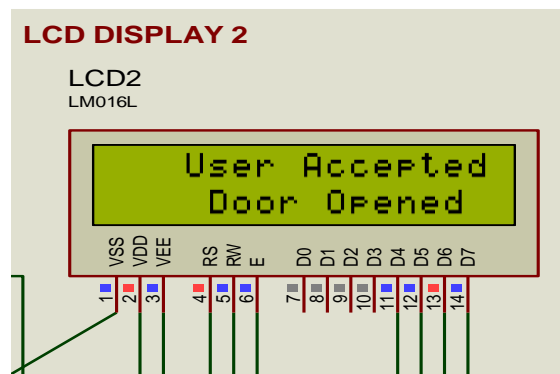 LCD DISPLAY 2
LCD2
LM016L
User Accepted
Door Opened
VSS VDD VEE RS RW E D0 D1 D2 D3 D4 D5 D6 D7
1 2 3 4 5 6 7 8 9 10 11 12 13 14